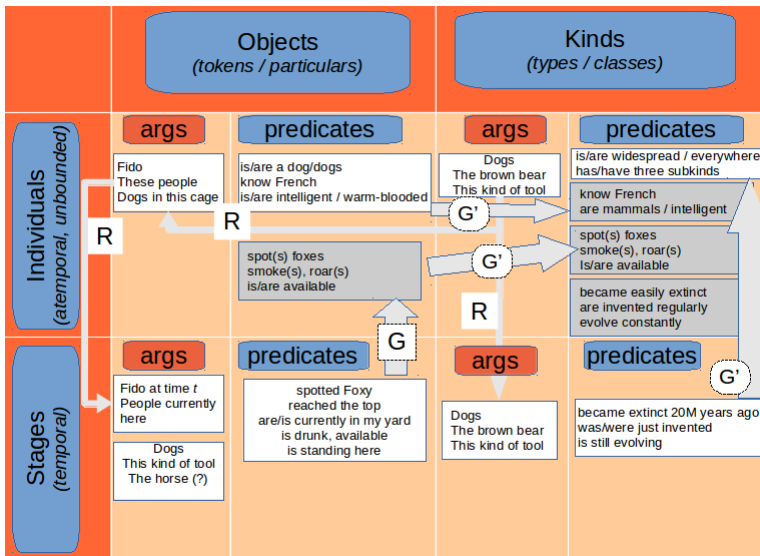 Objects
(tokens / particulars)
Kinds
(types / classes)
Individuals
(atemporal, unbounded)
args
predicates
args
predicates
Fido
These people
Dogs in this cage
is/are a dog/dogs
know French
is/are intelligent / warm-blooded
Dogs
The brown bear
This kind of tool
is/are widespread / everywhere
has/have three subkinds
R
R
G'
know French
are mammals / intelligent
spot(s) foxes
smoke(s), roar(s)
is/are available
G'
spot(s) foxes
smoke(s), roar(s)
Is/are available
R
became easily extinct
are invented regularly
evolve constantly
G
Stages
(temporal)
args
predicates
args
predicates
G'
Fido at time t
People currently
here
spotted Foxy
reached the top
are/is currently in my yard
is drunk, available
is standing here
Dogs
The brown bear
This kind of tool
became extinct 20M years ago
was/were just invented
is still evolving
Dogs
This kind of tool
The horse (?)